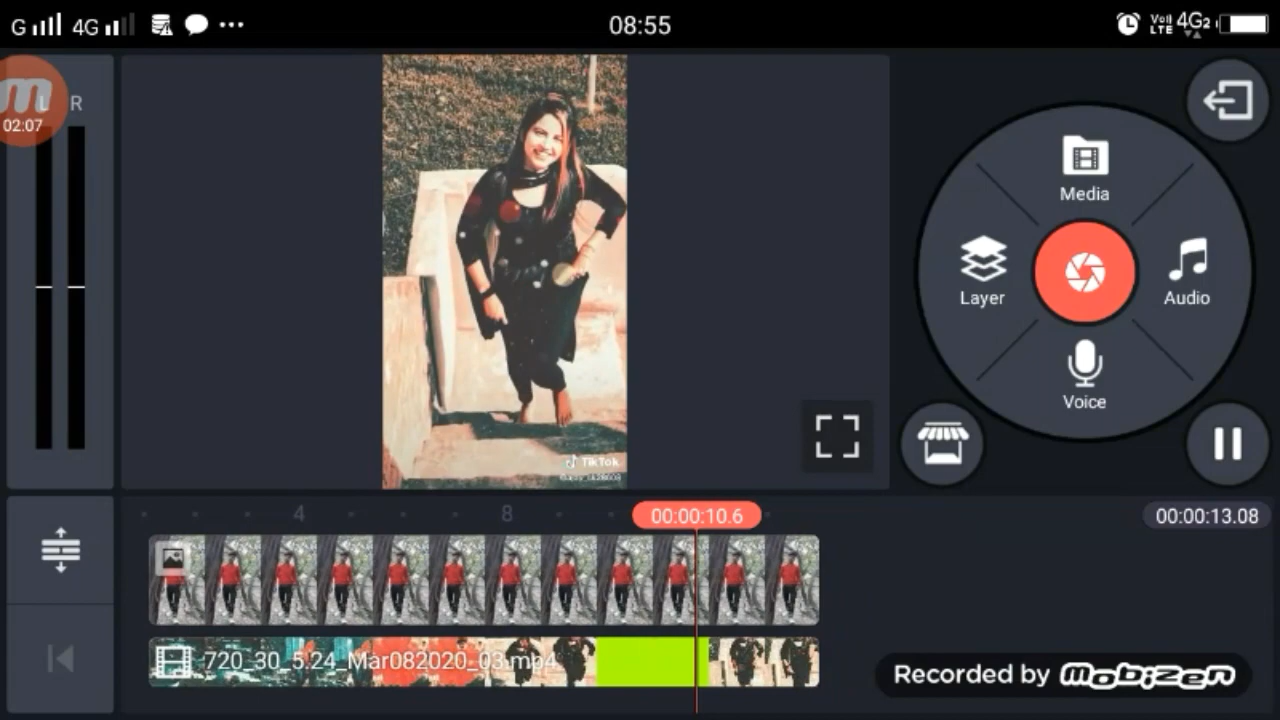 G 4G 08:55 Voll LTE 4G2
L R
02:07
Media
Layer
Audio
Voice
TikTok
4 8 00:00:10.6 00:00:13.08
720_30_5.24_Mar082020_03.mp4
Recorded by mobizen